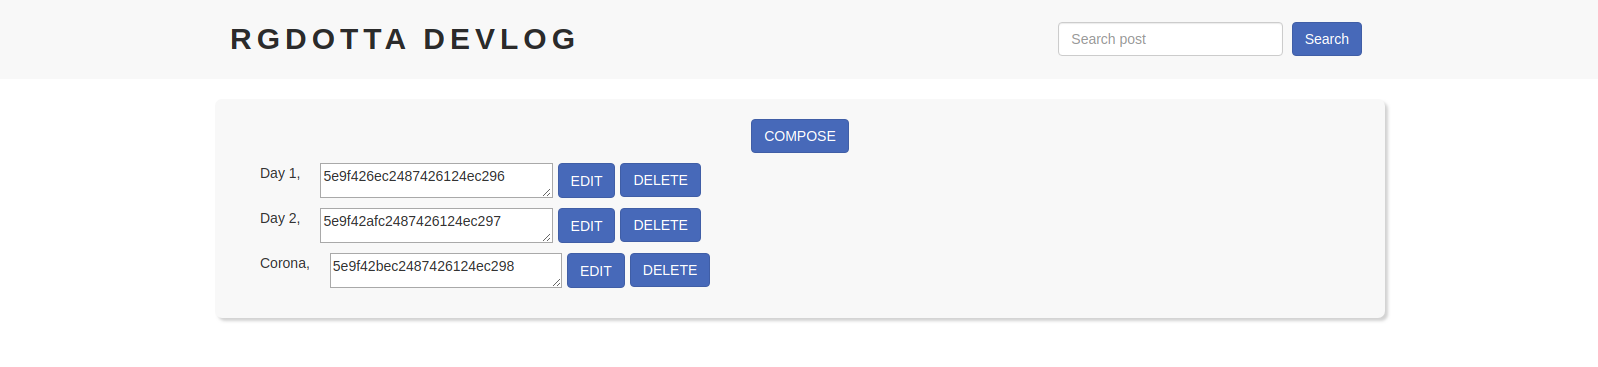 RGDOTTA DEVLOG
Search post
Search
COMPOSE
Day 1, 5e9f426ec2487426124ec296 EDIT DELETE
Day 2, 5e9f42afc2487426124ec297 EDIT DELETE
Corona, 5e9f42bec2487426124ec298 EDIT DELETE